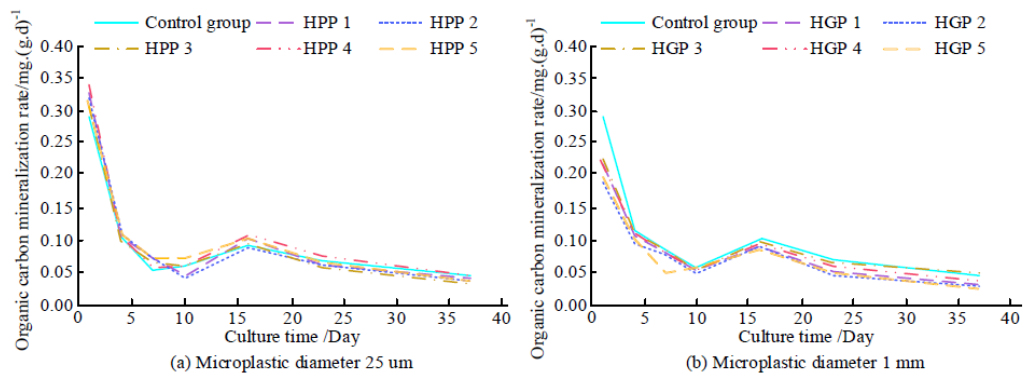 Control group HPP 1 HPP 2
HPP 3 HPP 4 HPP 5
Organic carbon mineralization rate/mg.(g.d)⁻¹
0.40
0.35
0.30
0.25
0.20
0.15
0.10
0.05
0.00
0 5 10 15 20 25 30 35 40
Culture time /Day
(a) Microplastic diameter 25 um
Control group HGP 1 HGP 2
HGP 3 HGP 4 HGP 5
Organic carbon mineralization rate/mg.(g.d)⁻¹
0.40
0.35
0.30
0.25
0.20
0.15
0.10
0.05
0.00
0 5 10 15 20 25 30 35 40
Culture time /Day
(b) Microplastic diameter 1 mm